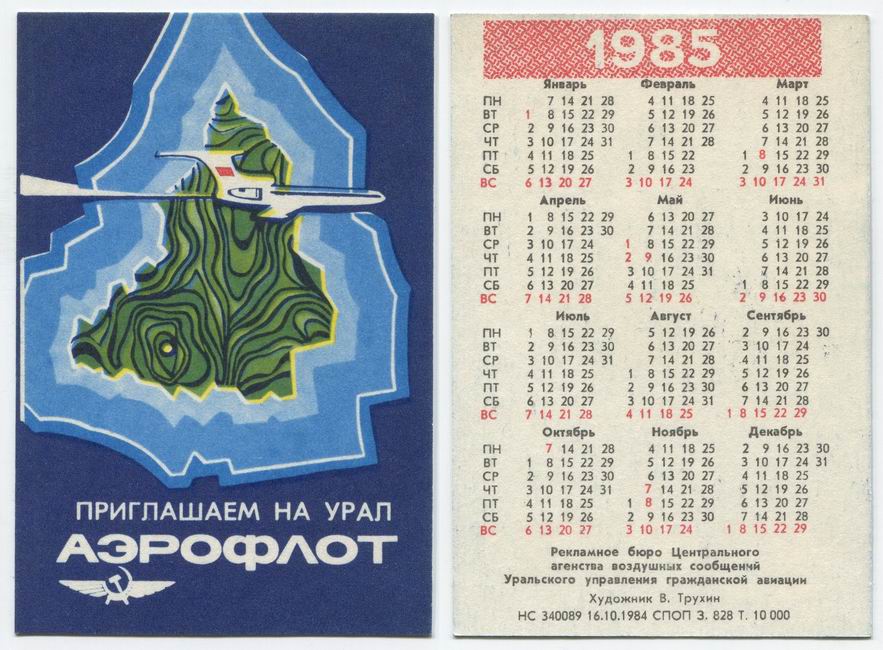 ПРИГЛАШАЕМ НА УРАЛ
АЭРОФЛОТ
1985
Январь Февраль Март
ПН 7 14 21 28 4 11 18 25 4 11 18 25
ВТ 1 8 15 22 29 5 12 19 26 5 12 19 26
СР 2 9 16 23 30 6 13 20 27 6 13 20 27
ЧТ 3 10 17 24 31 7 14 21 28 7 14 21 28
ПТ 4 11 18 25 1 8 15 22 1 8 15 22 29
СБ 5 12 19 26 2 9 16 23 2 9 16 23 30
ВС 6 13 20 27 3 10 17 24 3 10 17 24 31
Апрель Май Июнь
ПН 1 8 15 22 29 6 13 20 27 3 10 17 24
ВТ 2 9 16 23 30 7 14 21 28 4 11 18 25
СР 3 10 17 24 1 8 15 22 29 5 12 19 26
ЧТ 4 11 18 25 2 9 16 23 30 6 13 20 27
ПТ 5 12 19 26 3 10 17 24 31 7 14 21 28
СБ 6 13 20 27 4 11 18 25 1 8 15 22 29
ВС 7 14 21 28 5 12 19 26 2 9 16 23 30
Июль Август Сентябрь
ПН 1 8 15 22 29 5 12 19 26 2 9 16 23 30
ВТ 2 9 16 23 30 6 13 20 27 3 10 17 24
СР 3 10 17 24 31 7 14 21 28 4 11 18 25
ЧТ 4 11 18 25 1 8 15 22 29 5 12 19 26
ПТ 5 12 19 26 2 9 16 23 30 6 13 20 27
СБ 6 13 20 27 3 10 17 24 31 7 14 21 28
ВС 7 14 21 28 4 11 18 25 1 8 15 22 29
Октябрь Ноябрь Декабрь
ПН 7 14 21 28 4 11 18 25 2 9 16 23 30
ВТ 1 8 15 22 29 5 12 19 26 3 10 17 24 31
СР 2 9 16 23 30 6 13 20 27 4 11 18 25
ЧТ 3 10 17 24 31 7 14 21 28 5 12 19 26
ПТ 4 11 18 25 1 8 15 22 29 6 13 20 27
СБ 5 12 19 26 2 9 16 23 30 7 14 21 28
ВС 6 13 20 27 3 10 17 24 1 8 15 22 29
Рекламное бюро Центрального
агенства воздушных сообщений
Уральского управления гражданской авиации
Художник В. Трухин
НС 340089 16.10.1984 СПОП З. 828 Т. 10 000